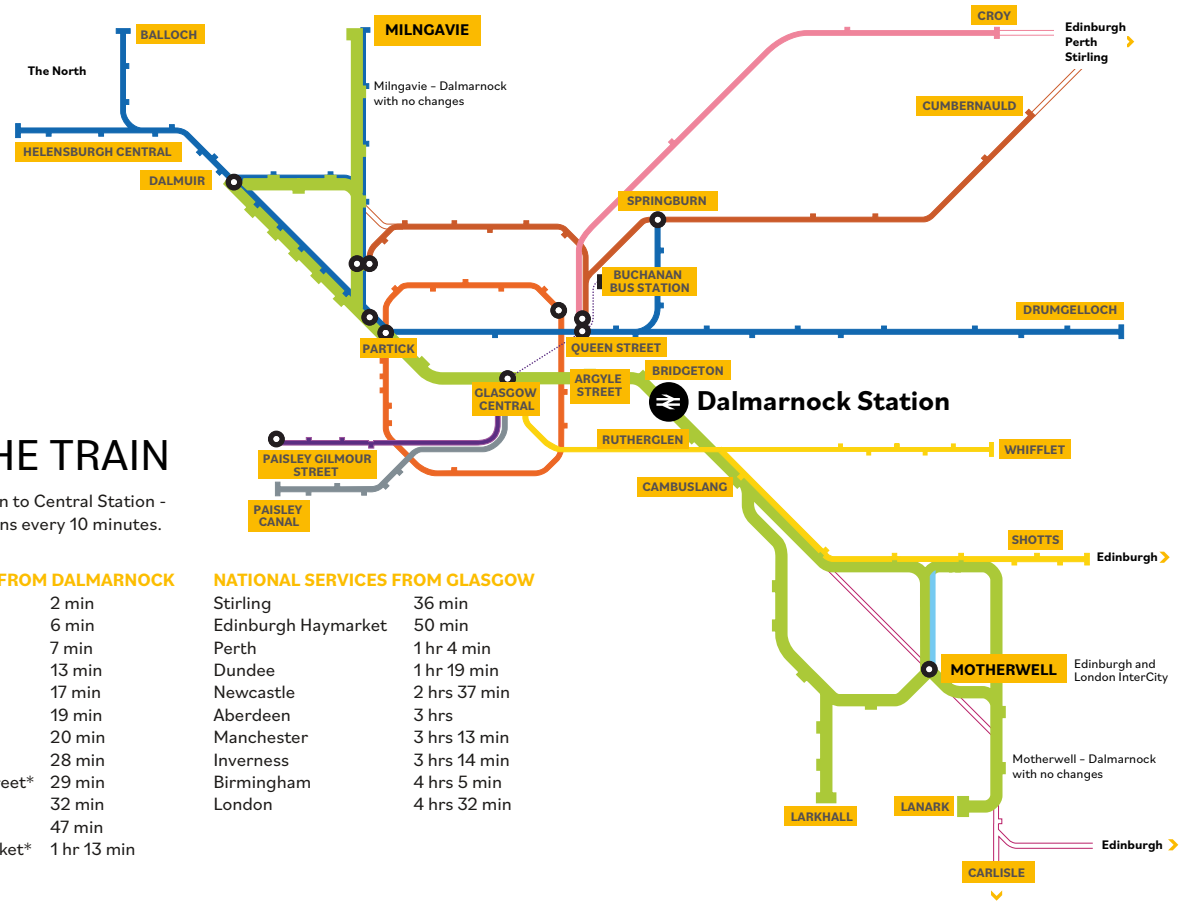 BALLOCH
MILNGAVIE
CROY
Edinburgh
Perth
Stirling
The North
Milngavie – Dalmarnock
with no changes
CUMBERNAULD
HELENSBURGH CENTRAL
DALMUIR
SPRINGBURN
BUCHANAN
BUS STATION
DRUMGELLOCH
PARTICK
QUEEN STREET
BRIDGETON
GLASGOW
CENTRAL
ARGYLE
STREET
Dalmarnock Station
RUTHERGLEN
WHIFFLET
PAISLEY GILMOUR
STREET
CAMBUSLANG
PAISLEY
CANAL
SHOTTS
Edinburgh
MOTHERWELL
Edinburgh and
London InterCity
Motherwell – Dalmarnock
with no changes
LARKHALL
LANARK
Edinburgh
CARLISLE
HE TRAIN
n to Central Station -
ns every 10 minutes.
FROM DALMARNOCK
2 min
6 min
7 min
13 min
17 min
19 min
20 min
28 min
eet* 29 min
32 min
47 min
ket* 1 hr 13 min
NATIONAL SERVICES FROM GLASGOW
Stirling 36 min
Edinburgh Haymarket 50 min
Perth 1 hr 4 min
Dundee 1 hr 19 min
Newcastle 2 hrs 37 min
Aberdeen 3 hrs
Manchester 3 hrs 13 min
Inverness 3 hrs 14 min
Birmingham 4 hrs 5 min
London 4 hrs 32 min